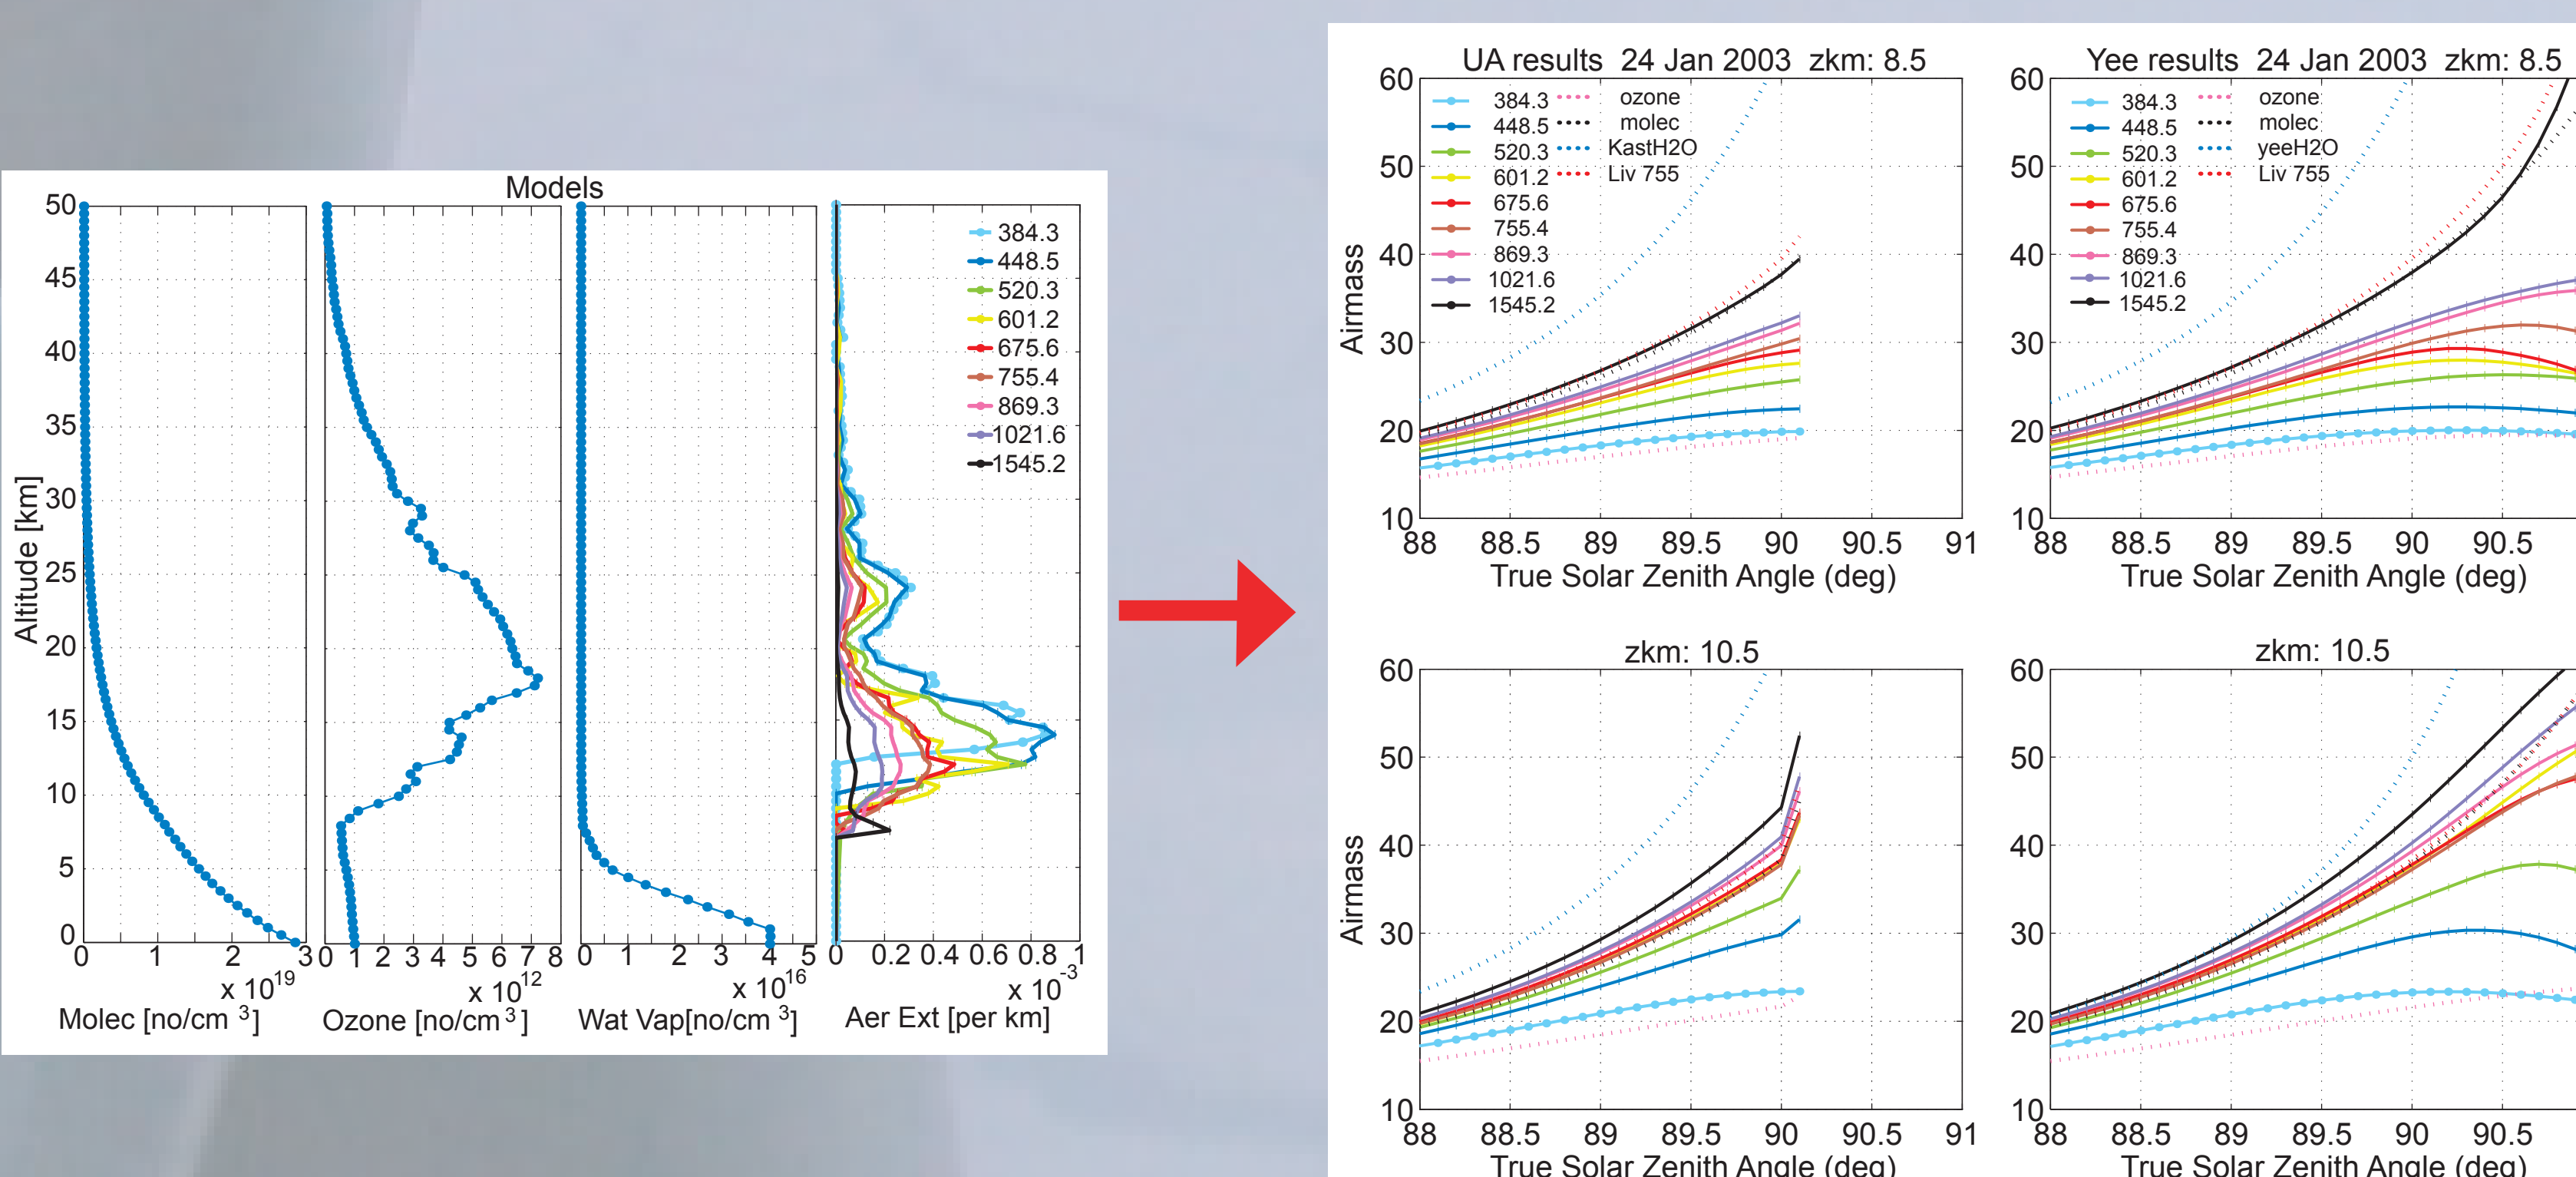 Models
50
45
40
35
30
25
20
15
10
5
0
Altitude [km]
0 1 2 3
x 10^19
Molec [no/cm ^3]
0 1 2 3 4 5 6 7 8
x 10^12
Ozone [no/cm ^3]
0 1 2 3 4 5
x 10^16
Wat Vap[no/cm ^3]
384.3
448.5
520.3
601.2
675.6
755.4
869.3
1021.6
1545.2
0 0.2 0.4 0.6 0.8 1
x 10^-3
Aer Ext [per km]
UA results 24 Jan 2003 zkm: 8.5
60
50
40
30
20
10
Airmass
384.3 ozone
448.5 molec
520.3 KastH2O
601.2 Liv 755
675.6
755.4
869.3
1021.6
1545.2
88 88.5 89 89.5 90 90.5 91
True Solar Zenith Angle (deg)
Yee results 24 Jan 2003 zkm: 8.5
60
50
40
30
20
10
384.3 ozone
448.5 molec
520.3 yeeH2O
601.2 Liv 755
675.6
755.4
869.3
1021.6
1545.2
88 88.5 89 89.5 90 90.5
True Solar Zenith Angle (deg)
zkm: 10.5
60
50
40
30
20
10
Airmass
88 88.5 89 89.5 90 90.5 91
True Solar Zenith Angle (deg)
zkm: 10.5
60
50
40
30
20
10
88 88.5 89 89.5 90 90.5
True Solar Zenith Angle (deg)